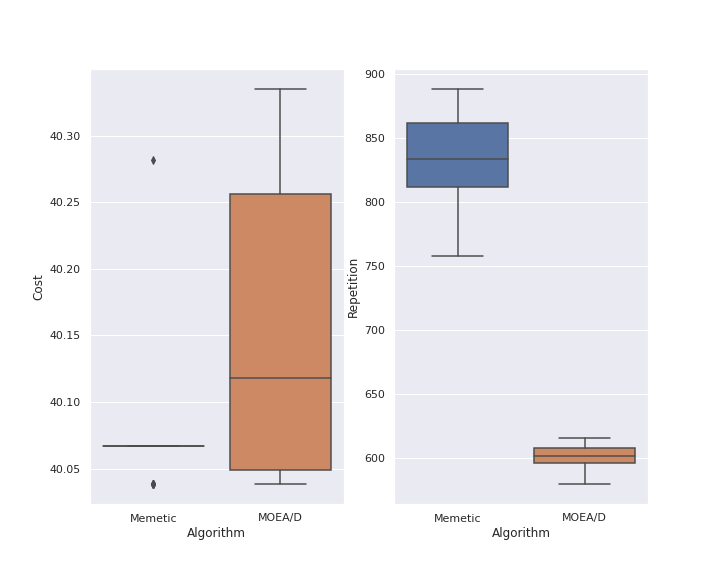 Cost
40.30
40.25
40.20
40.15
40.10
40.05
Memetic
MOEA/D
Algorithm
Repetition
900
850
800
750
700
650
600
Memetic
MOEA/D
Algorithm